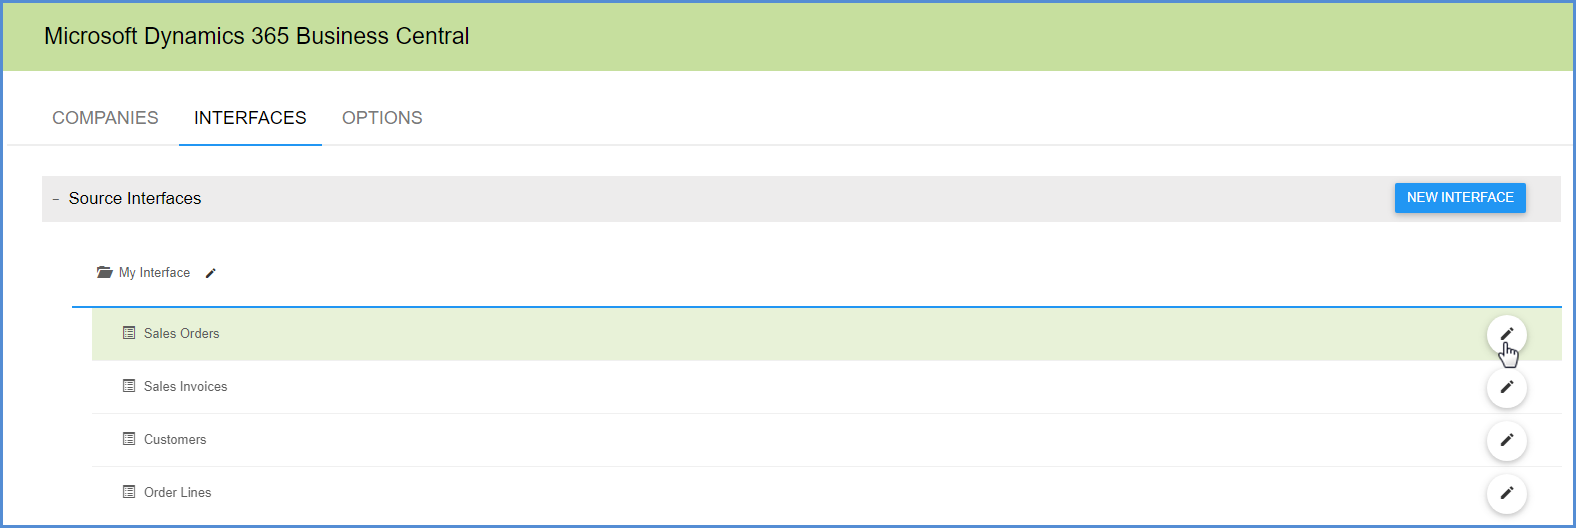 Microsoft Dynamics 365 Business Central
COMPANIES INTERFACES OPTIONS
– Source Interfaces NEW INTERFACE
My Interface
Sales Orders
Sales Invoices
Customers
Order Lines